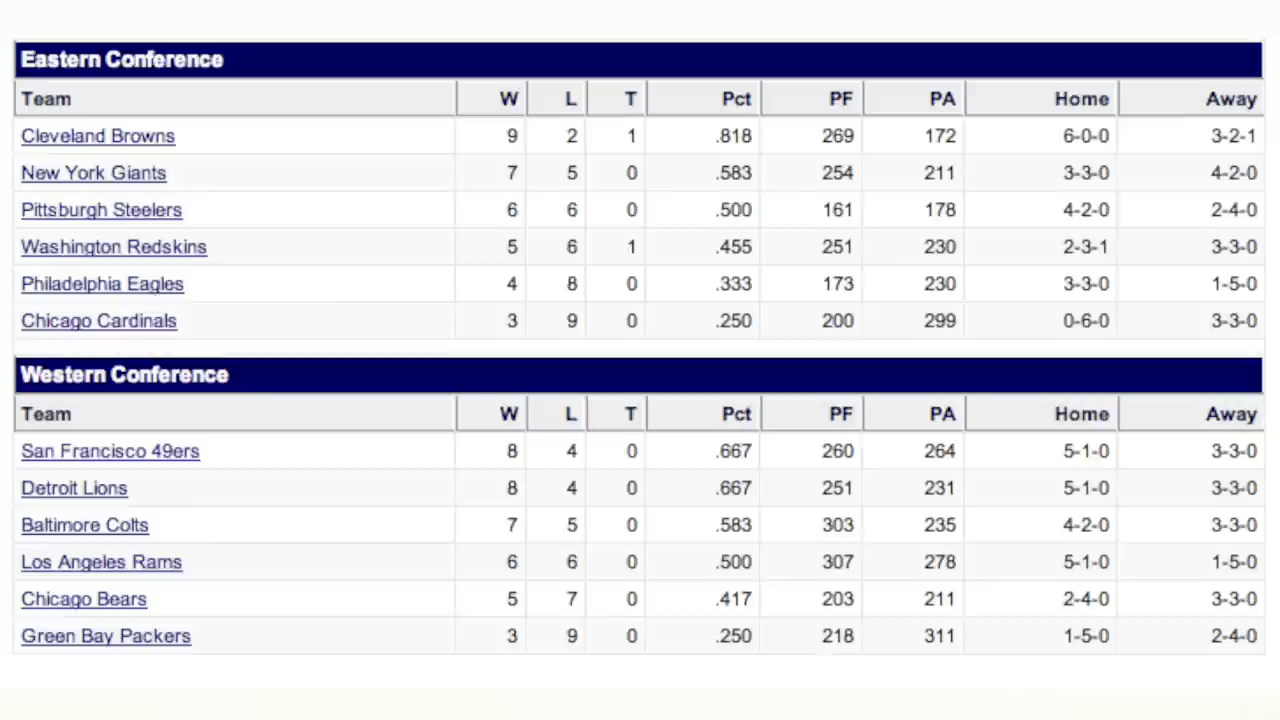 Eastern Conference
Team W L T Pct PF PA Home Away
Cleveland Browns 9 2 1 .818 269 172 6-0-0 3-2-1
New York Giants 7 5 0 .583 254 211 3-3-0 4-2-0
Pittsburgh Steelers 6 6 0 .500 161 178 4-2-0 2-4-0
Washington Redskins 5 6 1 .455 251 230 2-3-1 3-3-0
Philadelphia Eagles 4 8 0 .333 173 230 3-3-0 1-5-0
Chicago Cardinals 3 9 0 .250 200 299 0-6-0 3-3-0
Western Conference
Team W L T Pct PF PA Home Away
San Francisco 49ers 8 4 0 .667 260 264 5-1-0 3-3-0
Detroit Lions 8 4 0 .667 251 231 5-1-0 3-3-0
Baltimore Colts 7 5 0 .583 303 235 4-2-0 3-3-0
Los Angeles Rams 6 6 0 .500 307 278 5-1-0 1-5-0
Chicago Bears 5 7 0 .417 203 211 2-4-0 3-3-0
Green Bay Packers 3 9 0 .250 218 311 1-5-0 2-4-0